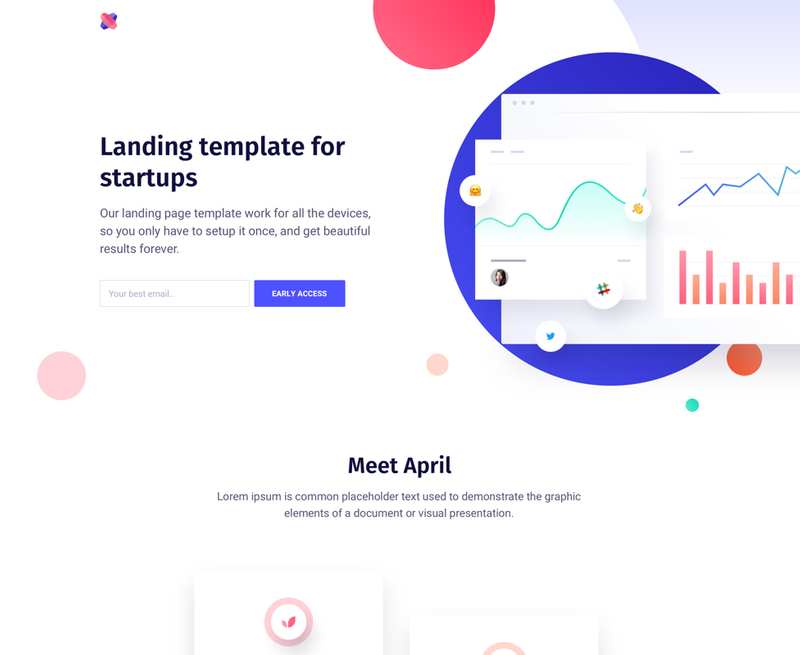 Landing template for
startups
Our landing page template work for all the devices,
so you only have to setup it once, and get beautiful
results forever.
Your best email..
EARLY ACCESS
Meet April
Lorem ipsum is common placeholder text used to demonstrate the graphic
elements of a document or visual presentation.